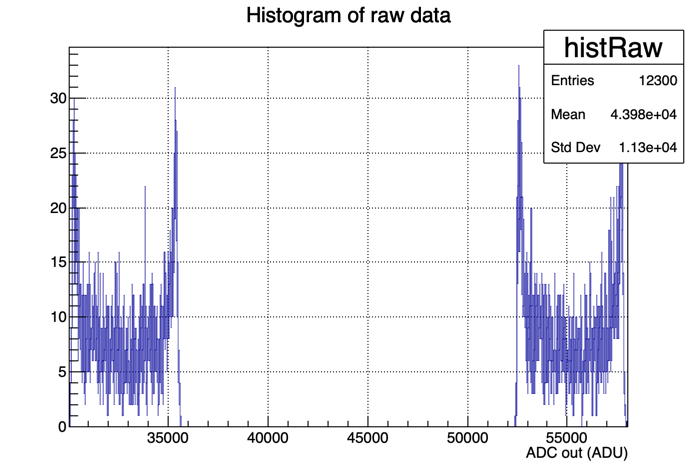 Histogram of raw data
histRaw
Entries 12300
Mean 4.398e+04
Std Dev 1.13e+04
30
25
20
15
10
5
0
35000 40000 45000 50000 55000
ADC out (ADU)